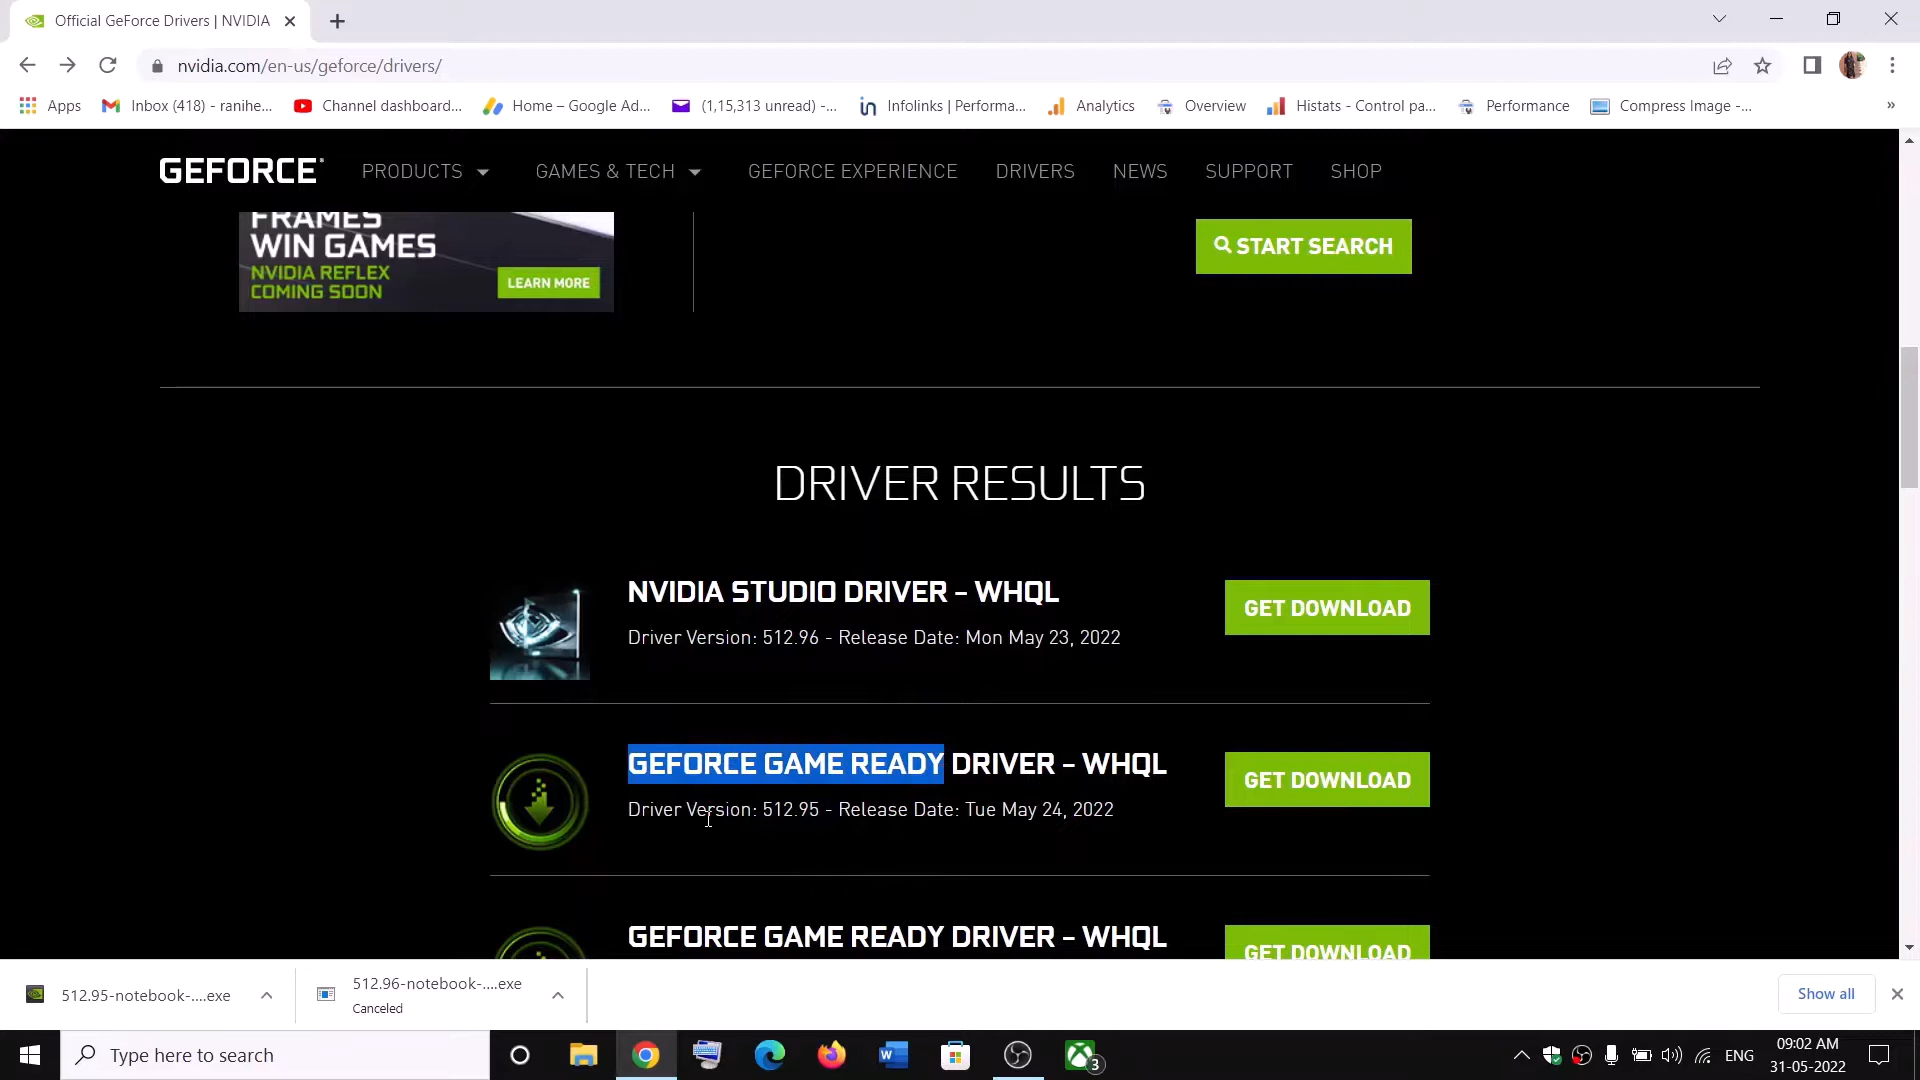 Official GeForce Drivers | NVIDIA
nvidia.com/en-us/geforce/drivers/
Apps
Inbox (418) - ranihe...
Channel dashboard...
Home – Google Ad...
(1,15,313 unread) -...
Infolinks | Performa...
Analytics
Overview
Histats - Control pa...
Performance
Compress Image -...
»
GEFORCE
PRODUCTS
GAMES & TECH
GEFORCE EXPERIENCE
DRIVERS
NEWS
SUPPORT
SHOP
FRAMES
WIN GAMES
NVIDIA REFLEX
COMING SOON
LEARN MORE
START SEARCH
DRIVER RESULTS
NVIDIA STUDIO DRIVER – WHQL
Driver Version: 512.96 - Release Date: Mon May 23, 2022
GET DOWNLOAD
GEFORCE GAME READY DRIVER – WHQL
Driver Version: 512.95 - Release Date: Tue May 24, 2022
GET DOWNLOAD
GEFORCE GAME READY DRIVER – WHQL
GET DOWNLOAD
512.95-notebook-....exe
512.96-notebook-....exe
Canceled
Show all
Type here to search
3
ENG
09:02 AM
31-05-2022